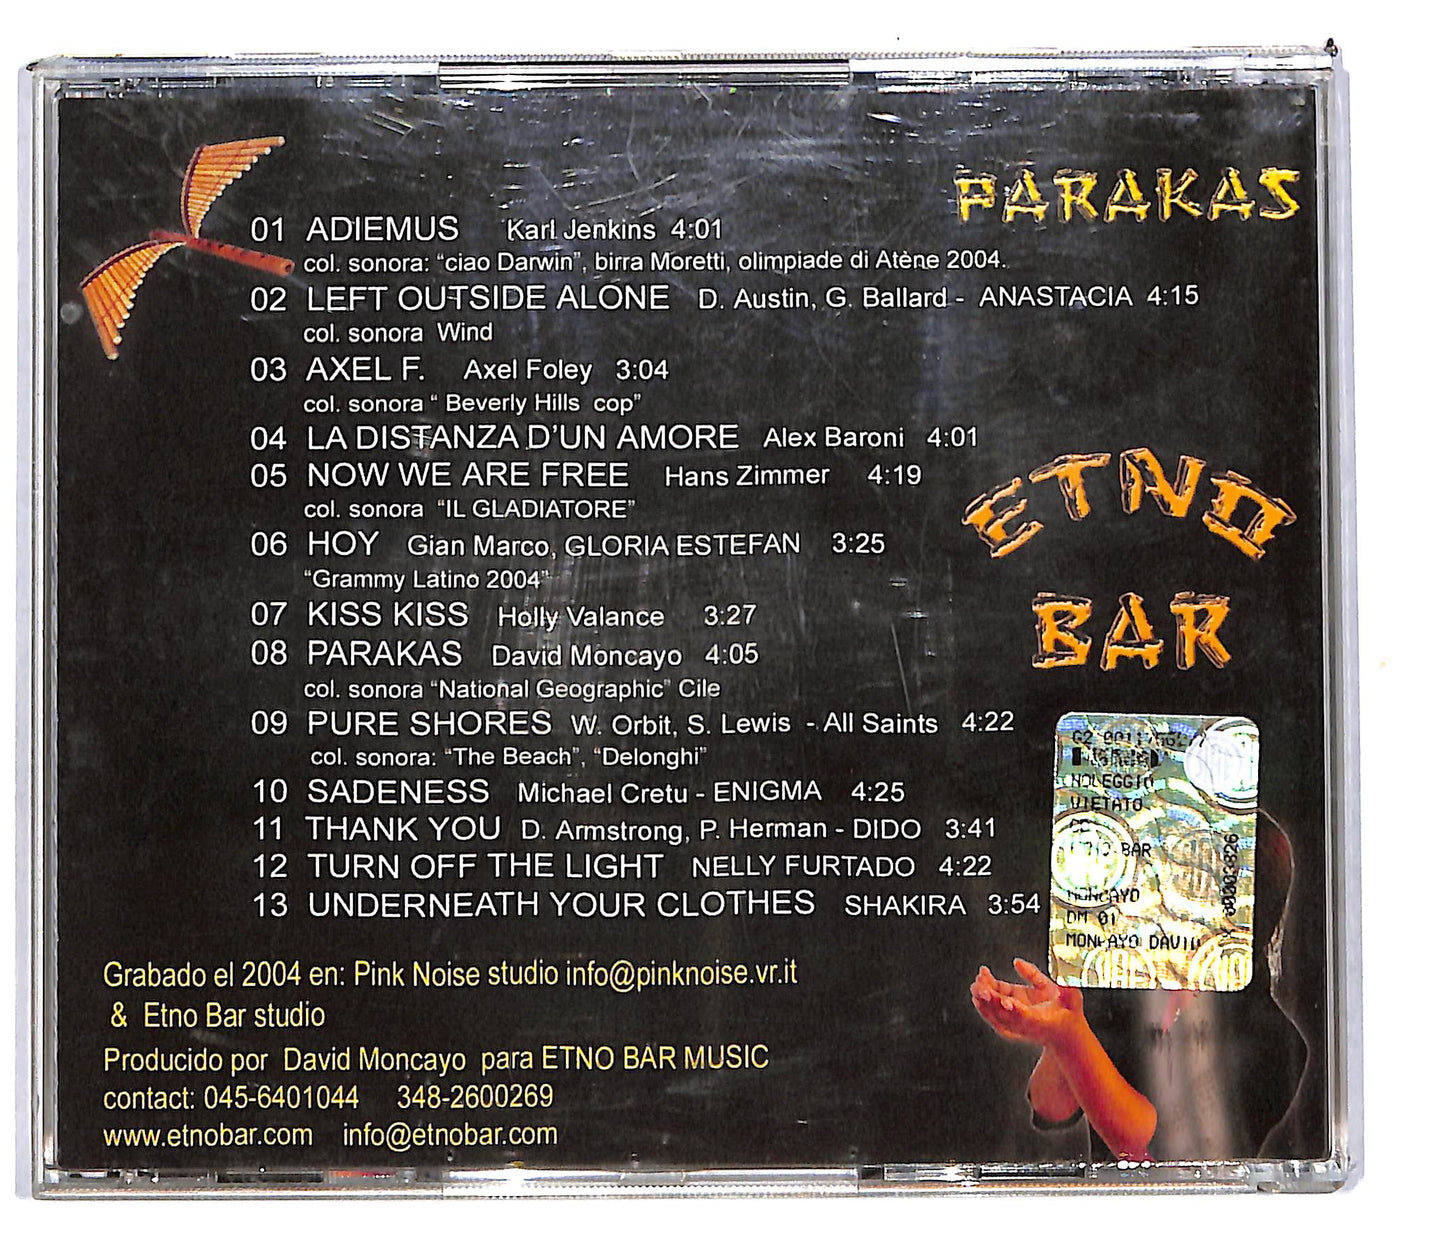 PARAKAS
01 ADIEMUS Karl Jenkins 4:01
col. sonora: “ciao Darwin”, birra Moretti, olimpiade di Atène 2004.
02 LEFT OUTSIDE ALONE D. Austin, G. Ballard - ANASTACIA 4:15
col. sonora Wind
03 AXEL F. Axel Foley 3:04
col. sonora “ Beverly Hills cop”
04 LA DISTANZA D’UN AMORE Alex Baroni 4:01
05 NOW WE ARE FREE Hans Zimmer 4:19
col. sonora “IL GLADIATORE”
06 HOY Gian Marco, GLORIA ESTEFAN 3:25
“Grammy Latino 2004”
07 KISS KISS Holly Valance 3:27
08 PARAKAS David Moncayo 4:05
col. sonora “National Geographic” Cile
09 PURE SHORES W. Orbit, S. Lewis - All Saints 4:22
col. sonora: “The Beach”, “Delonghi”
10 SADENESS Michael Cretu - ENIGMA 4:25
11 THANK YOU D. Armstrong, P. Herman - DIDO 3:41
12 TURN OFF THE LIGHT NELLY FURTADO 4:22
13 UNDERNEATH YOUR CLOTHES SHAKIRA 3:54
ETNO
BAR
NOLEGGIO
VIETATO
BAR
MONCAYO
DM 01
MONCAYO DAVID
Grabado el 2004 en: Pink Noise studio info@pinknoise.vr.it
& Etno Bar studio
Producido por David Moncayo para ETNO BAR MUSIC
contact: 045-6401044 348-2600269
www.etnobar.com info@etnobar.com